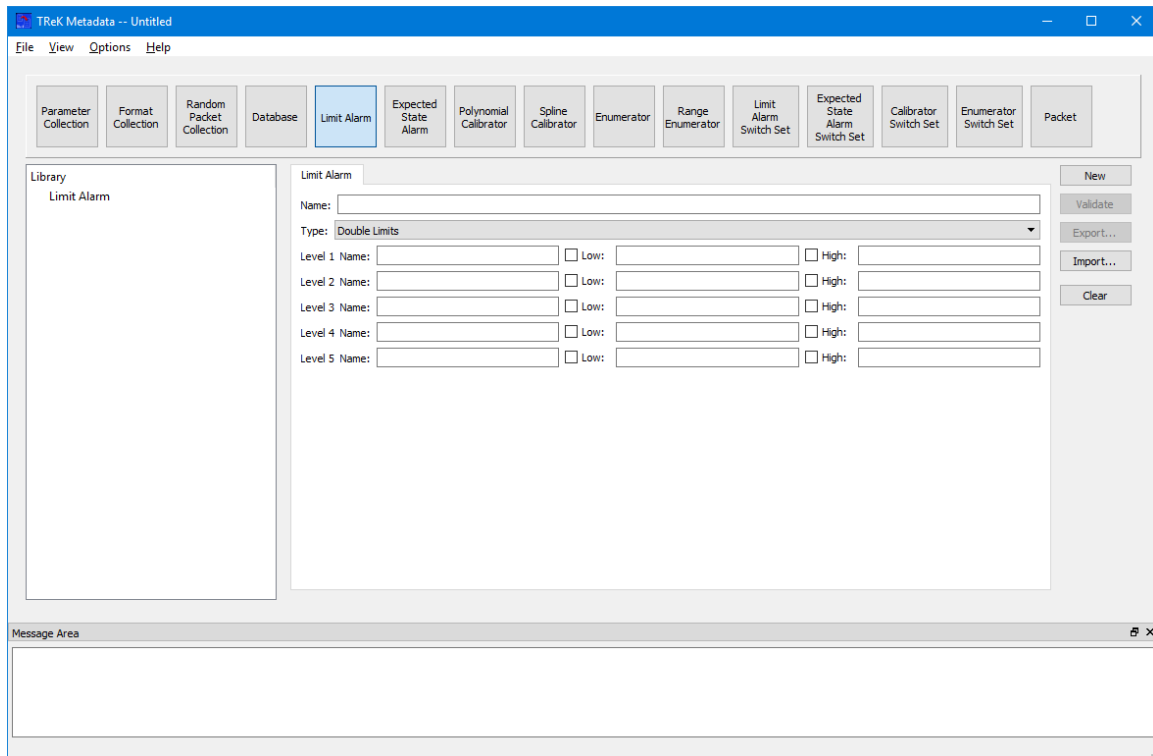 TReK Metadata -- Untitled
File View Options Help
Parameter Collection
Format Collection
Random Packet Collection
Database
Limit Alarm
Expected State Alarm
Polynomial Calibrator
Spline Calibrator
Enumerator
Range Enumerator
Limit Alarm Switch Set
Expected State Alarm Switch Set
Calibrator Switch Set
Enumerator Switch Set
Packet
Library
Limit Alarm
Limit Alarm
Name:
Type: Double Limits
Level 1 Name: Low: High:
Level 2 Name: Low: High:
Level 3 Name: Low: High:
Level 4 Name: Low: High:
Level 5 Name: Low: High:
New
Validate
Export...
Import...
Clear
Message Area